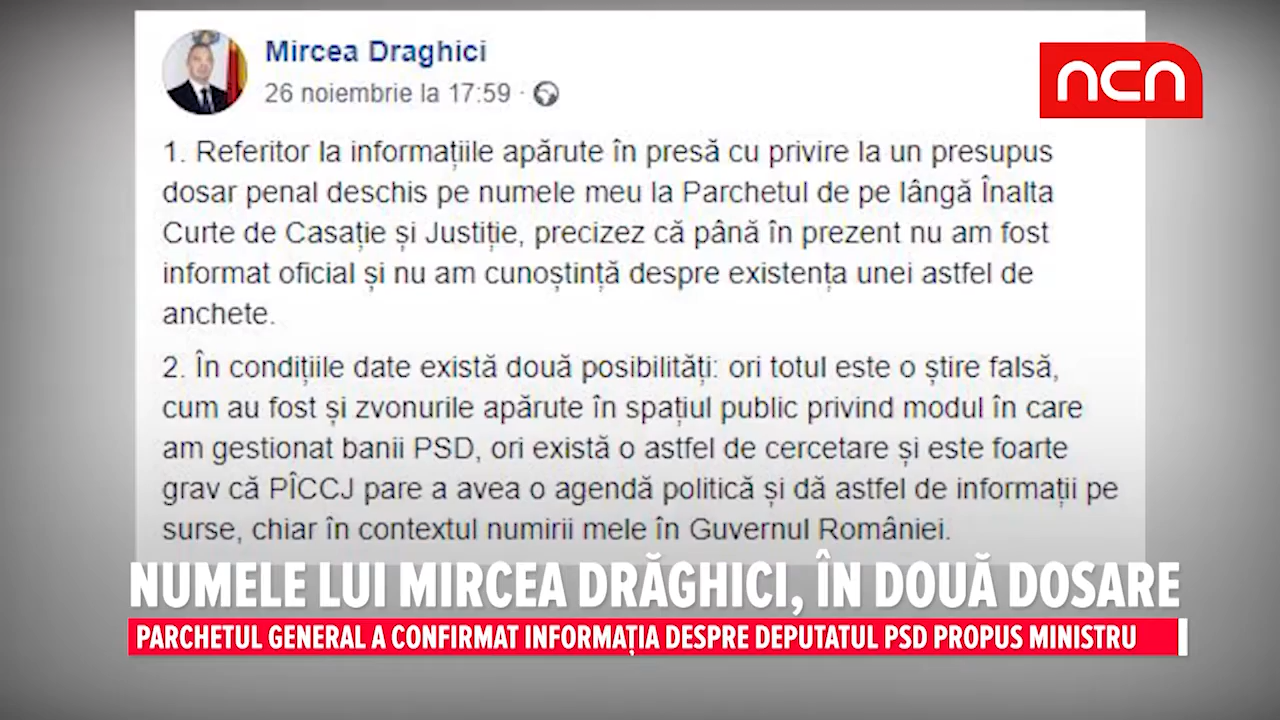 Mircea Draghici
26 noiembrie la 17:59 ·
ncn
1. Referitor la informațiile apărute în presă cu privire la un presupus
dosar penal deschis pe numele meu la Parchetul de pe lângă Înalta
Curte de Casație și Justiție, precizez că până în prezent nu am fost
informat oficial și nu am cunoștință despre existența unei astfel de
anchete.
2. În condițiile date există două posibilități: ori totul este o știre falsă,
cum au fost și zvonurile apărute în spațiul public privind modul în care
am gestionat banii PSD, ori există o astfel de cercetare și este foarte
grav că PÎCCJ pare a avea o agendă politică și dă astfel de informații pe
surse, chiar în contextul numirii mele în Guvernul României.
NUMELE LUI MIRCEA DRĂGHICI, ÎN DOUĂ DOSARE
PARCHETUL GENERAL A CONFIRMAT INFORMAȚIA DESPRE DEPUTATUL PSD PROPUS MINISTRU